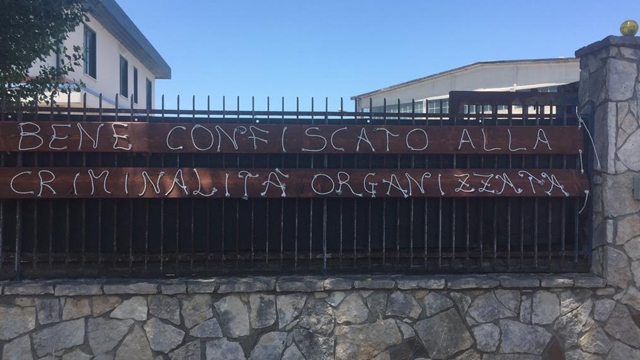 BENE CONFISCATO ALLA
CRIMINALITÀ ORGANIZZATA